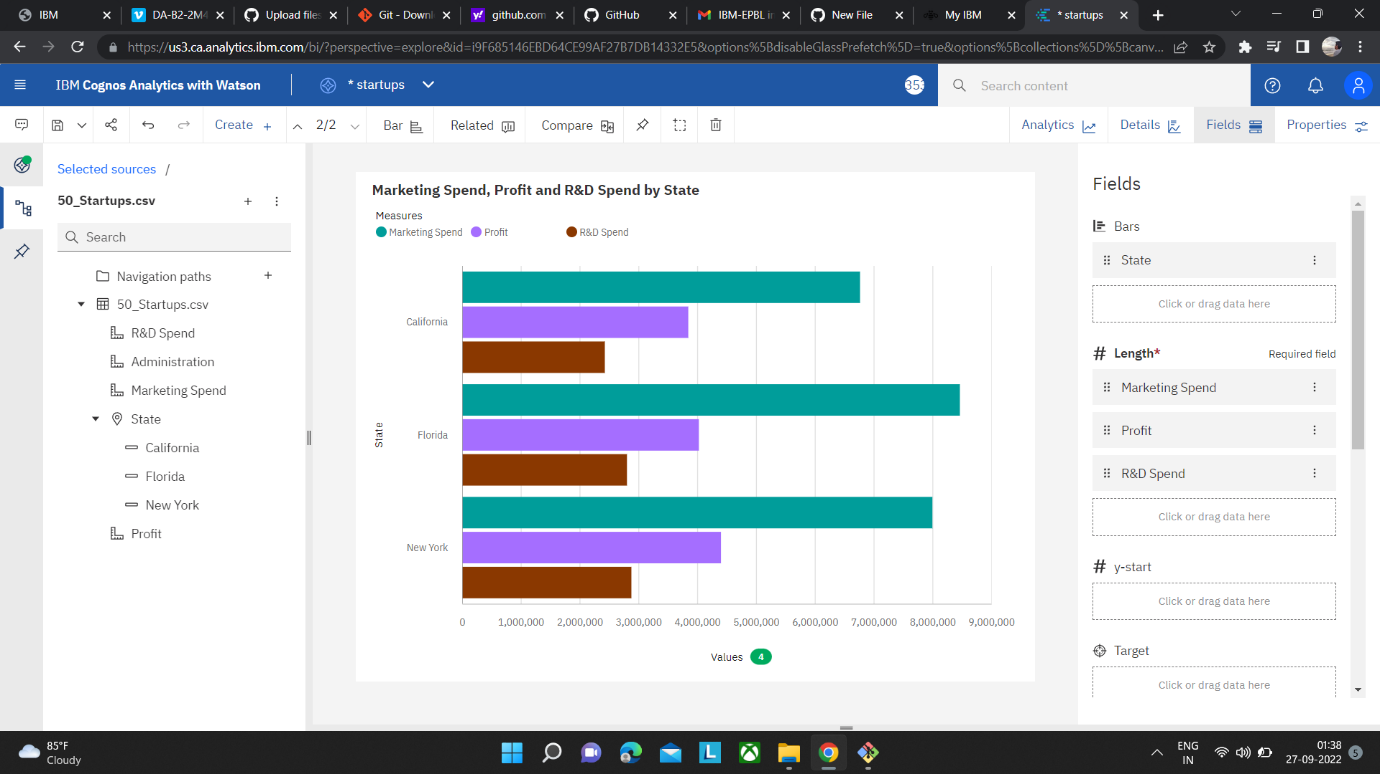 IBM
DA-B2-2M4
Upload files
Git - Downl
github.com
GitHub
IBM-EPBL in
New File
My IBM
* startups
https://us3.ca.analytics.ibm.com/bi/?perspective=explore&id=i9F685146EBD64CE99AF27B7DB14332E5&options%5BdisableGlassPrefetch%5D=true&options%5Bcollections%5D%5Bcanv...
IBM Cognos Analytics with Watson
* startups
353
Search content
Create
2/2
Bar
Related
Compare
Analytics
Details
Fields
Properties
Selected sources /
50_Startups.csv
Search
Navigation paths
50_Startups.csv
R&D Spend
Administration
Marketing Spend
State
California
Florida
New York
Profit
Marketing Spend, Profit and R&D Spend by State
Measures
Marketing Spend Profit R&D Spend
State
California
Florida
New York
0 1,000,000 2,000,000 3,000,000 4,000,000 5,000,000 6,000,000 7,000,000 8,000,000 9,000,000
Values 4
Fields
Bars
State
Click or drag data here
# Length* Required field
Marketing Spend
Profit
R&D Spend
Click or drag data here
# y-start
Click or drag data here
Target
Click or drag data here
85°F
Cloudy
ENG
IN
01:38
27-09-2022
5